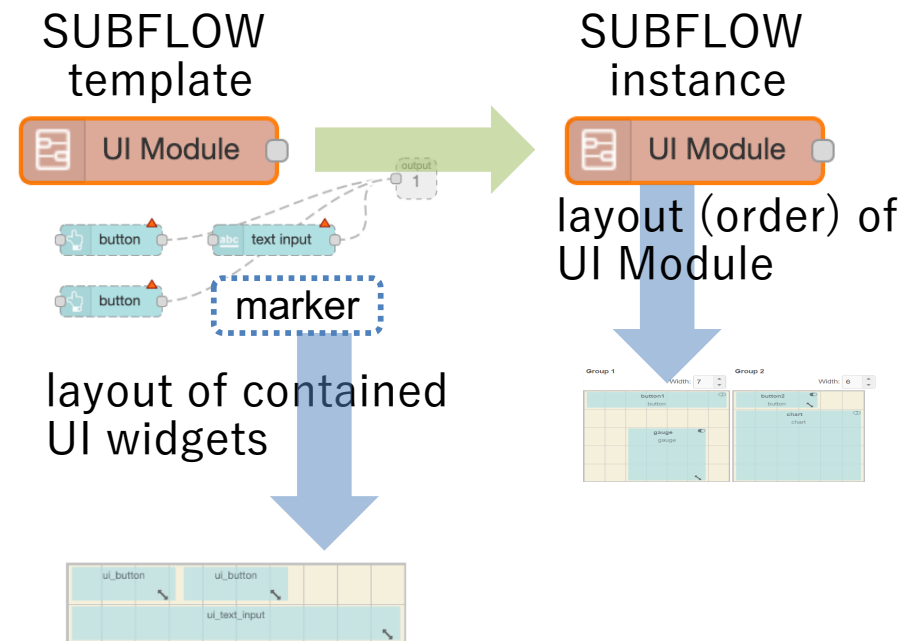 SUBFLOW
template
SUBFLOW
instance
UI Module
UI Module
output
1
button
abc text input
button
marker
layout (order) of
UI Module
layout of contained
UI widgets
Group 1
Width: 7
Group 2
Width: 6
button1
button
button2
button
chart
chart
gauge
gauge
ui_button
ui_button
ui_text_input